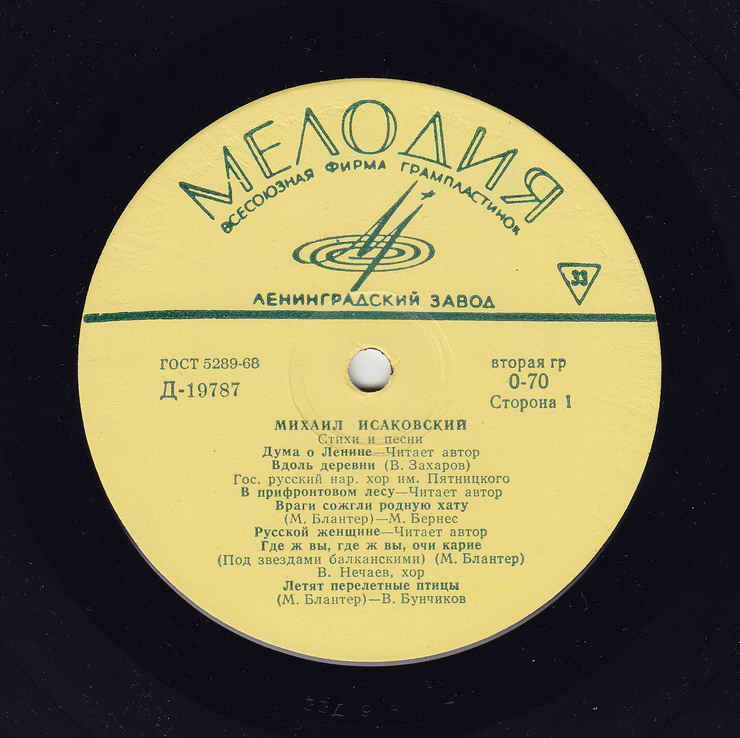 МЕЛОДИЯ
ВСЕСОЮЗНАЯ ФИРМА ГРАМПЛАСТИНОК
33
ЛЕНИНГРАДСКИЙ ЗАВОД
ГОСТ 5289-68
Д-19787
вторая гр
0-70
Сторона 1
МИХАИЛ ИСАКОВСКИЙ
Стихи и песни
Дума о Ленине—Читает автор
Вдоль деревни (В. Захаров)
Гос. русский нар. хор им. Пятницкого
В прифронтовом лесу—Читает автор
Враги сожгли родную хату
(М. Блантер)—М. Бернес
Русской женщине—Читает автор
Где ж вы, где ж вы, очи карие
(Под звездами балканскими) (М. Блантер)
В. Нечаев, хор
Летят перелетные птицы
(М. Блантер)—В. Бунчиков